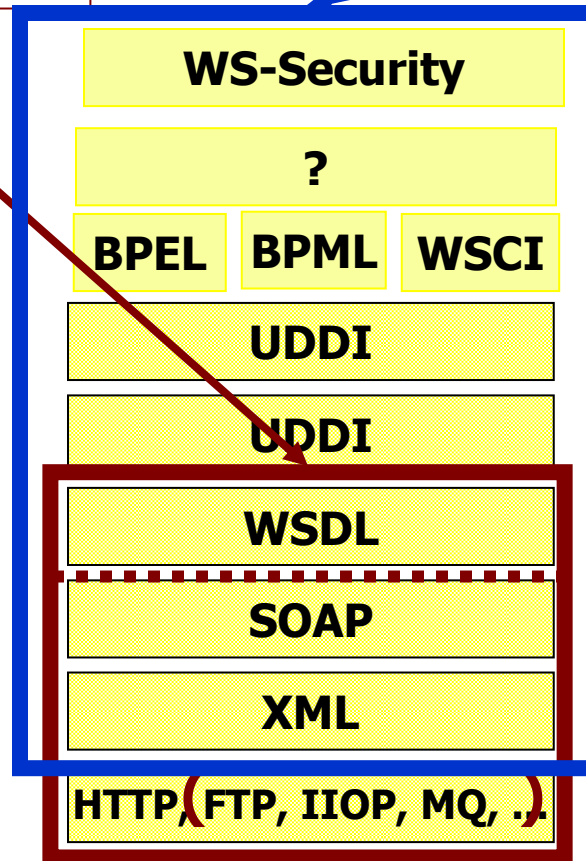 WS-Security
?
BPEL BPML WSCI
UDDI
UDDI
WSDL
SOAP
XML
HTTP, (FTP, IIOP, MQ, ...)